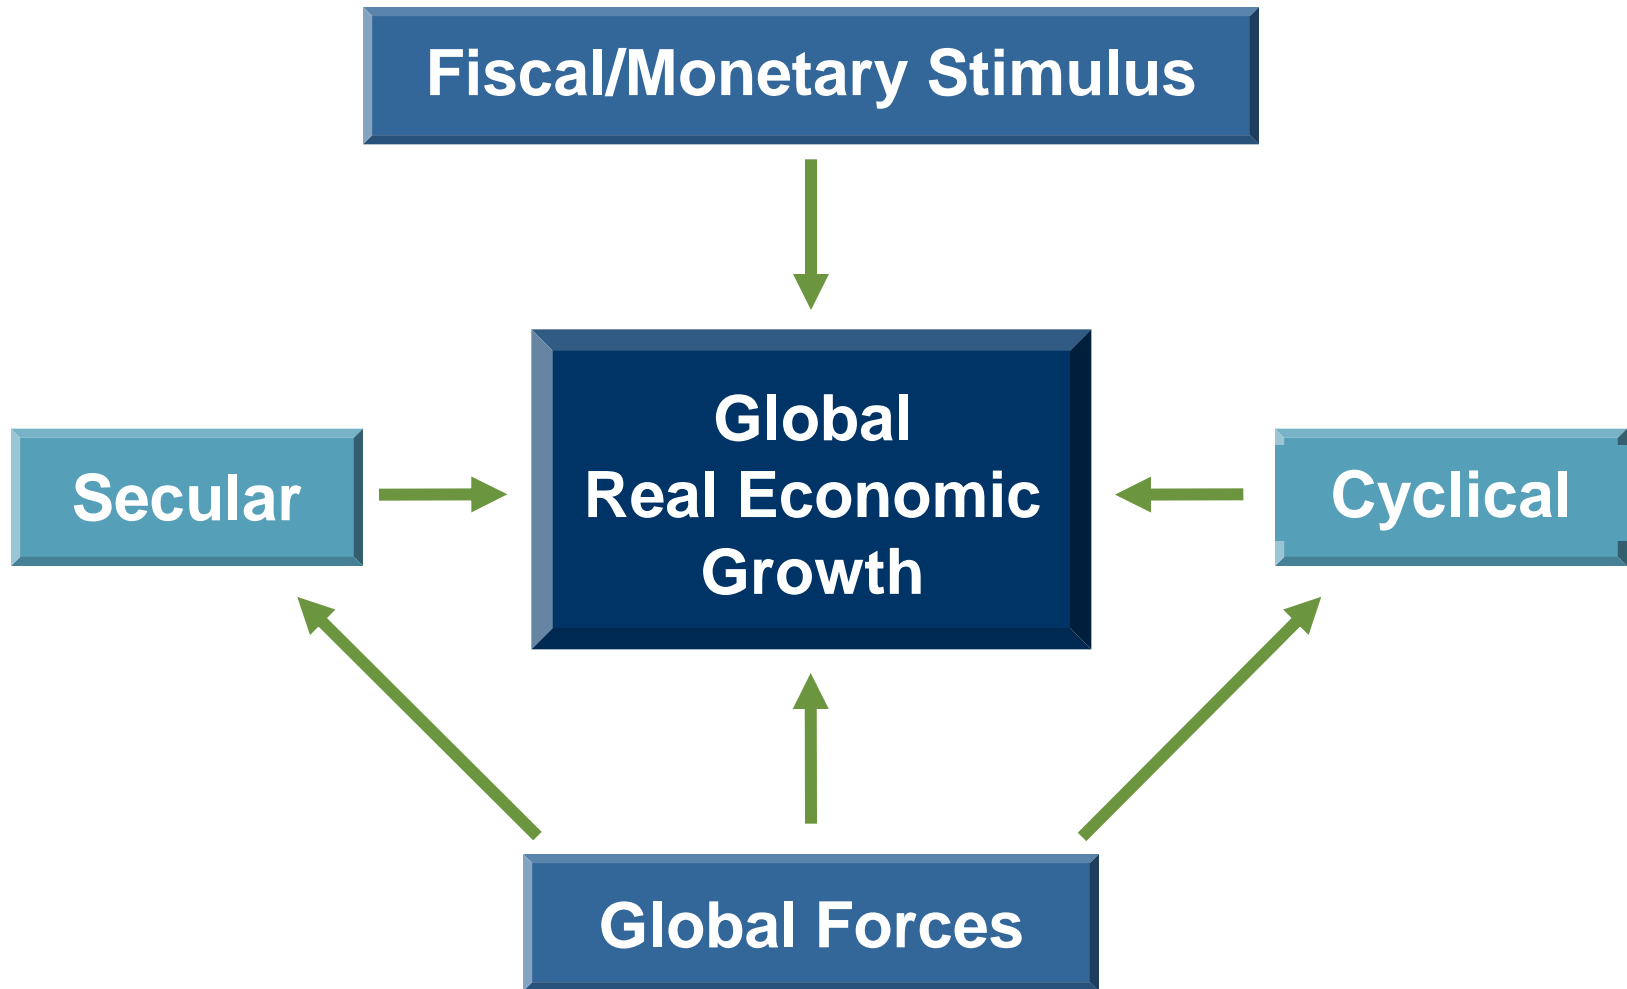 Fiscal/Monetary Stimulus
Global
Real Economic
Growth
Secular
Cyclical
Global Forces